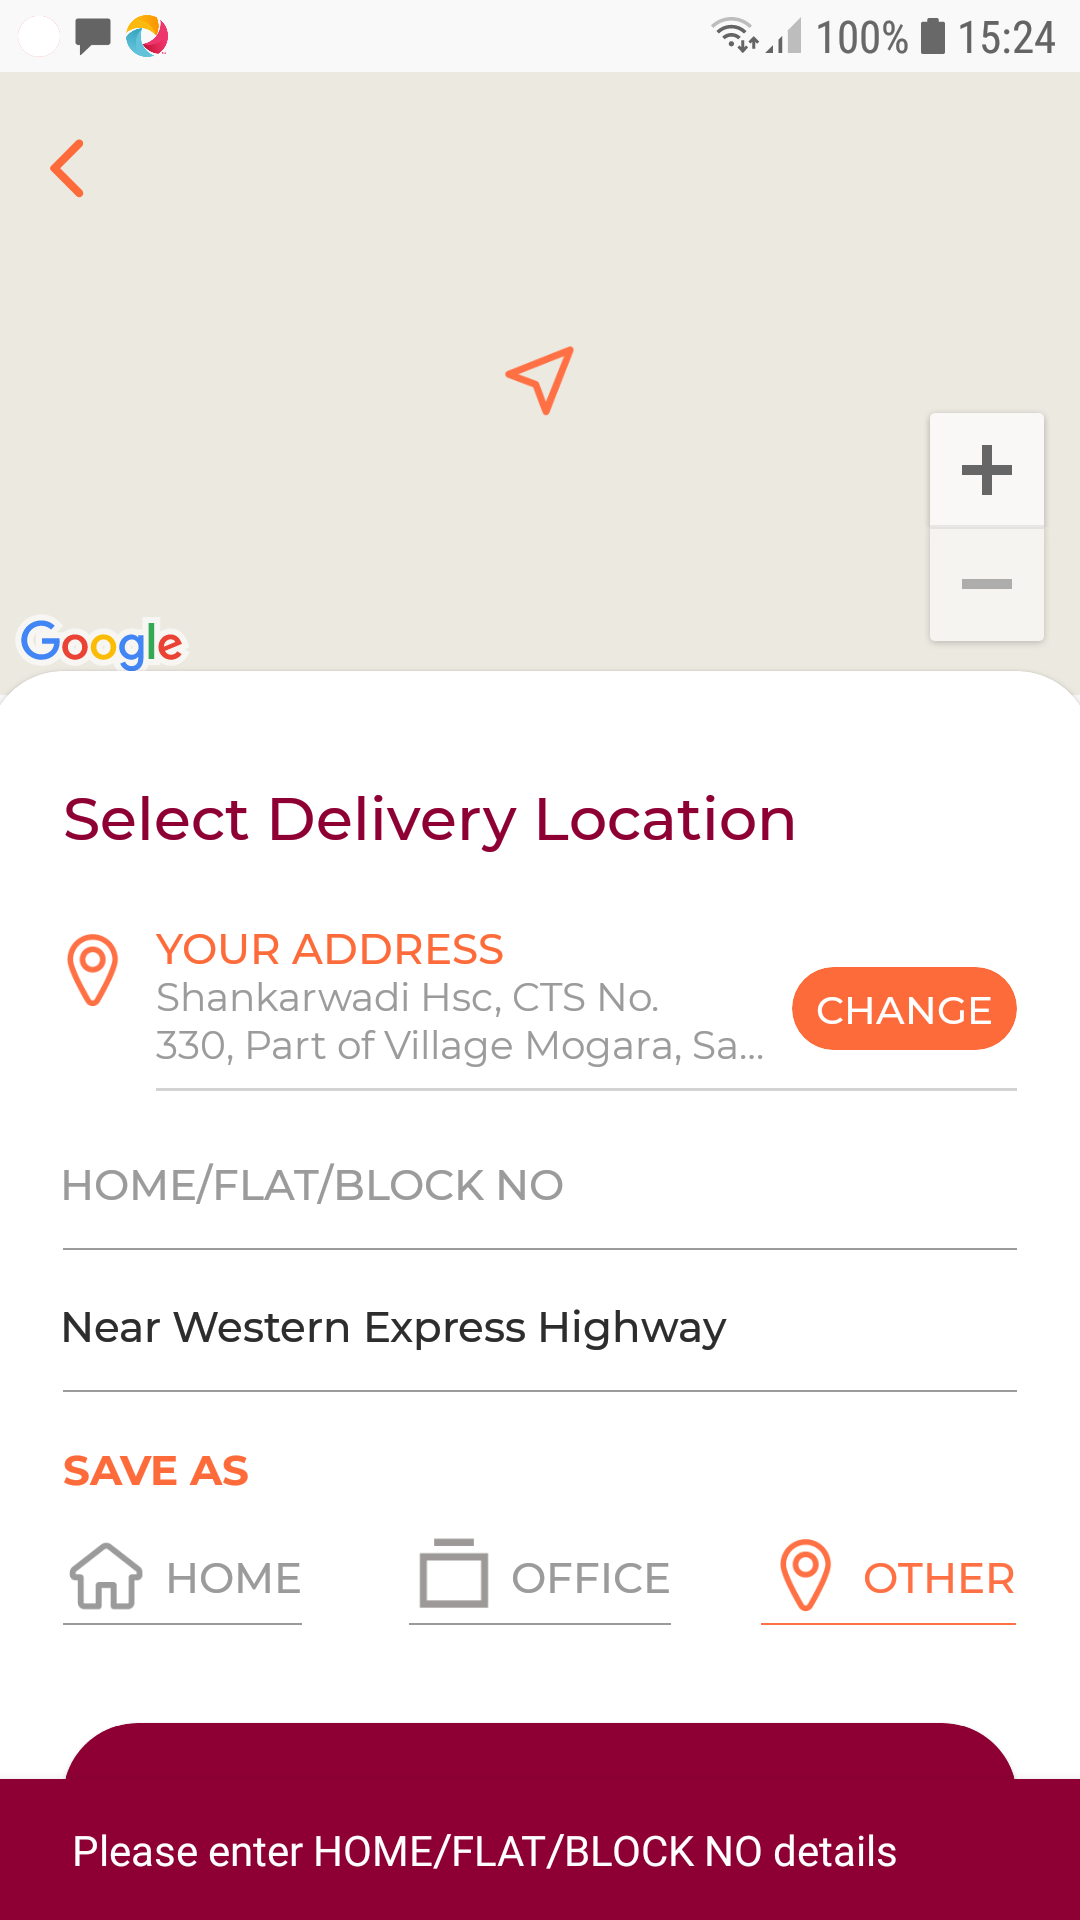 100% 15:24
Google
Select Delivery Location
YOUR ADDRESS
Shankarwadi Hsc, CTS No.
330, Part of Village Mogara, Sa...
CHANGE
HOME/FLAT/BLOCK NO
Near Western Express Highway
SAVE AS
HOME OFFICE OTHER
Please enter HOME/FLAT/BLOCK NO details